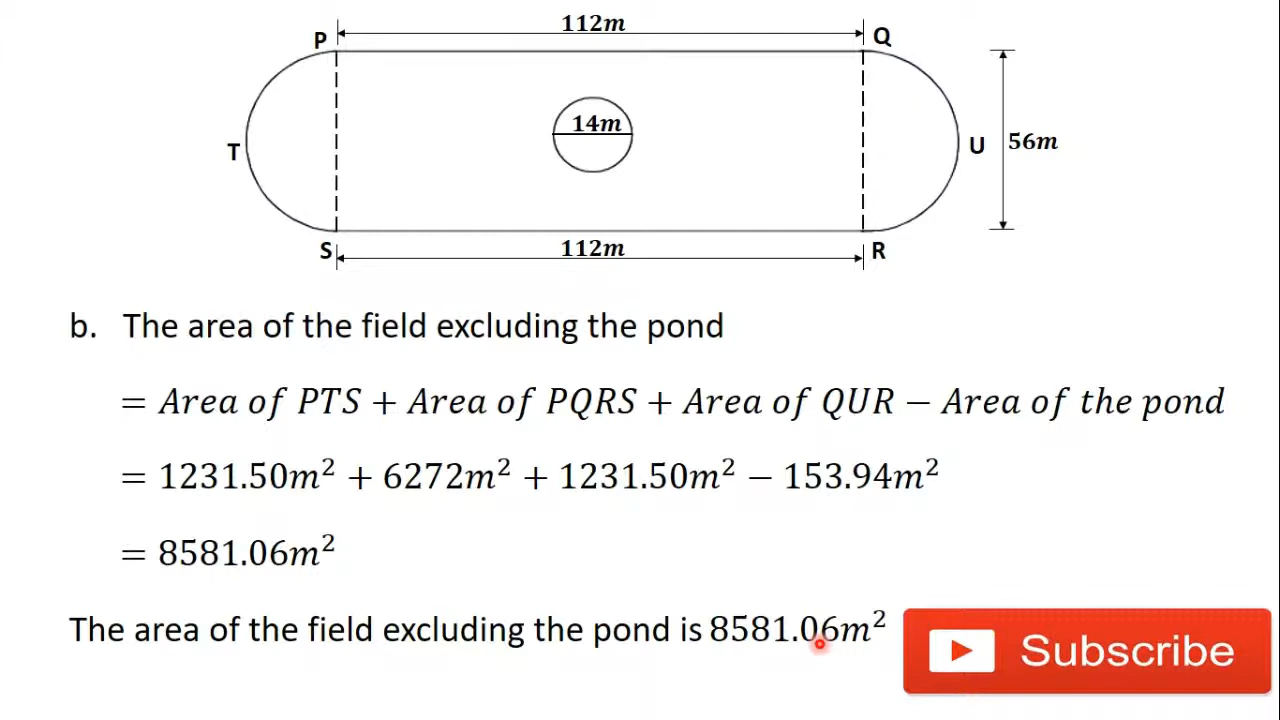 112m
P Q
14m
T U 56m
S R
112m
b. The area of the field excluding the pond
= Area of PTS + Area of PQRS + Area of QUR − Area of the pond
= 1231.50m² + 6272m² + 1231.50m² − 153.94m²
= 8581.06m²
The area of the field excluding the pond is 8581.06m²
Subscribe